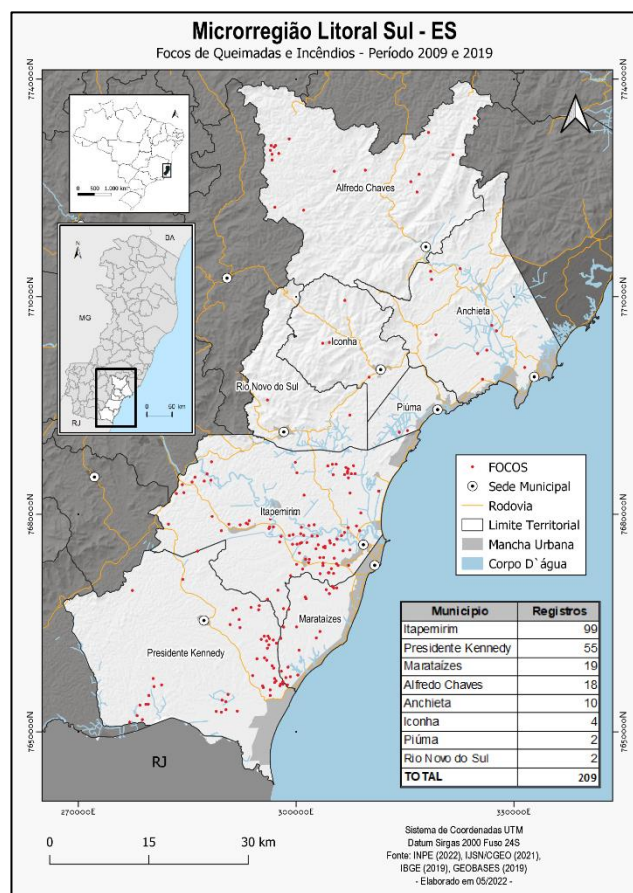 Microrregião Litoral Sul - ES
Focos de Queimadas e Incêndios - Período 2009 e 2019
7740000N
7740000
7710000N
7710000
7680000N
7680000
7650000N
7650000
0 500 1.000 km
N
BA
MG
RJ
0 50 km
Alfredo Chaves
Anchieta
Iconha
Rio Novo do Sul
Piúma
Itapemirim
Marataízes
Presidente Kennedy
RJ
FOCOS
Sede Municipal
Rodovia
Limite Territorial
Mancha Urbana
Corpo D`água
Município Registros
Itapemirim 99
Presidente Kennedy 55
Marataízes 19
Alfredo Chaves 18
Anchieta 10
Iconha 4
Piúma 2
Rio Novo do Sul 2
TOTAL 209
270000E 300000E 330000E
0 15 30 km
Sistema de Coordenadas UTM
Datum Sirgas 2000 Fuso 24S
Fonte: INPE (2022), IJSN/CGEO (2021),
IBGE (2019), GEOBASES (2019)
- Elaborado em 05/2022 -